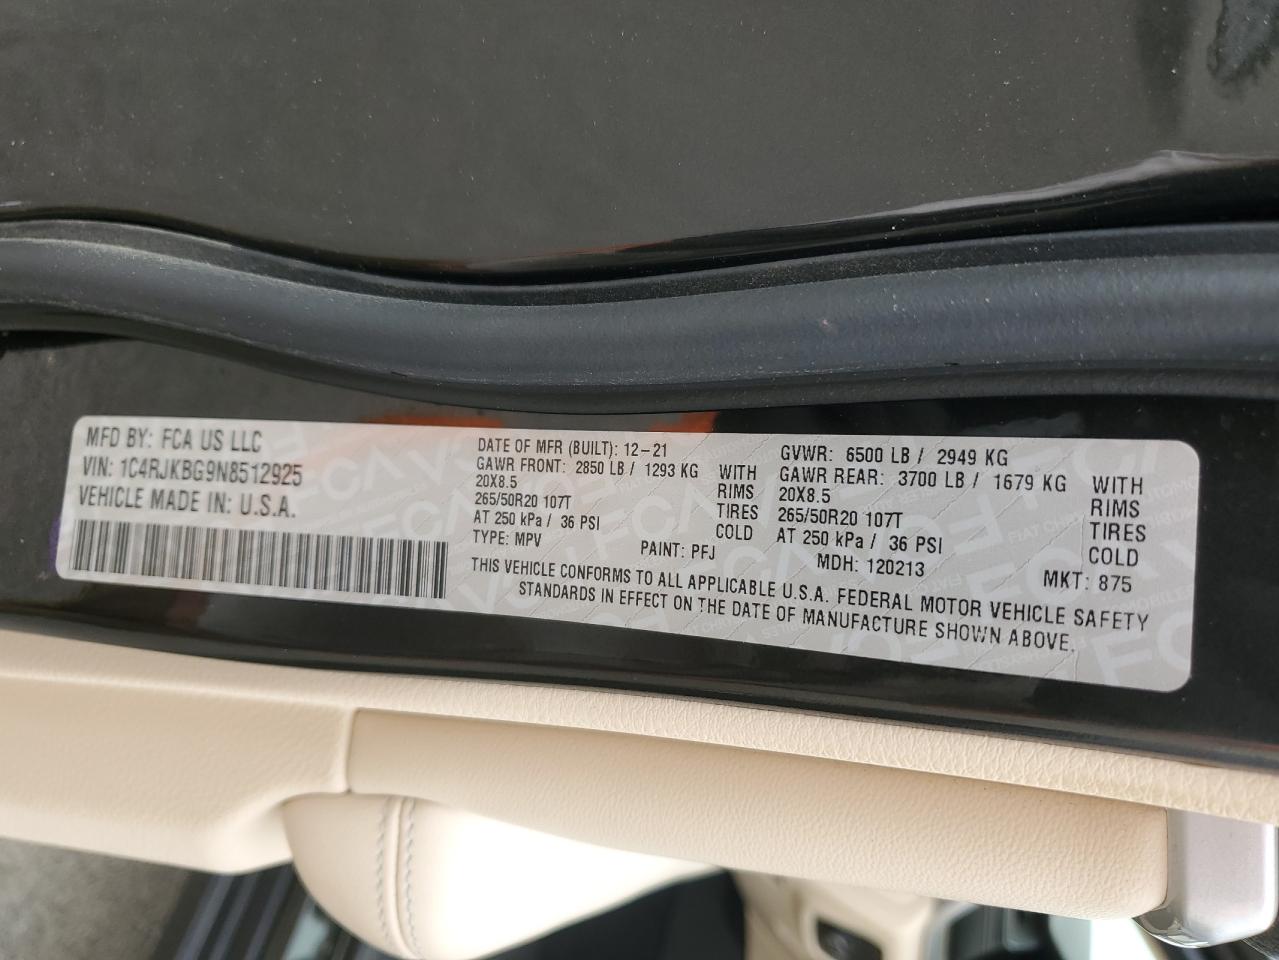 MFD BY: FCA US LLC
VIN: 1C4RJKBG9N8512925
VEHICLE MADE IN: U.S.A.
DATE OF MFR (BUILT): 12-21
GAWR FRONT: 2850 LB / 1293 KG WITH
20X8.5 RIMS
265/50R20 107T TIRES
AT 250 kPa / 36 PSI COLD
TYPE: MPV PAINT: PFJ
GVWR: 6500 LB / 2949 KG
GAWR REAR: 3700 LB / 1679 KG WITH
20X8.5 RIMS
265/50R20 107T TIRES
AT 250 kPa / 36 PSI COLD
MDH: 120213 MKT: 875
THIS VEHICLE CONFORMS TO ALL APPLICABLE U.S.A. FEDERAL MOTOR VEHICLE SAFETY
STANDARDS IN EFFECT ON THE DATE OF MANUFACTURE SHOWN ABOVE.